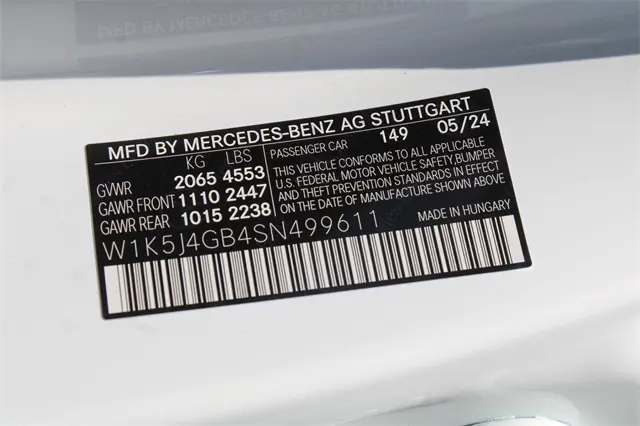 MFD BY MERCEDES-BENZ AG STUTTGART
KG LBS
PASSENGER CAR 149 05/24
GVWR 2065 4553
GAWR FRONT 1110 2447
GAWR REAR 1015 2238
THIS VEHICLE CONFORMS TO ALL APPLICABLE
U.S. FEDERAL MOTOR VEHICLE SAFETY, BUMPER
AND THEFT PREVENTION STANDARDS IN EFFECT
ON THE DATE OF MANUFACTURE SHOWN ABOVE
W1K5J4GB4SN499611
MADE IN HUNGARY